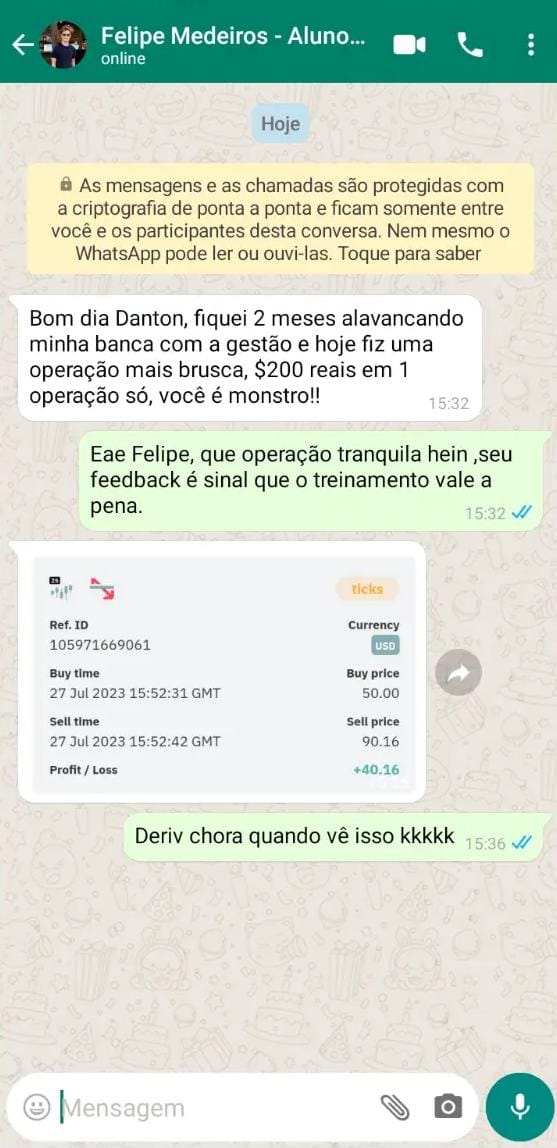 Felipe Medeiros - Aluno...
online
Hoje
As mensagens e as chamadas são protegidas com
a criptografia de ponta a ponta e ficam somente entre
você e os participantes desta conversa. Nem mesmo o
WhatsApp pode ler ou ouvi-las. Toque para saber
Bom dia Danton, fiquei 2 meses alavancando
minha banca com a gestão e hoje fiz uma
operação mais brusca, $200 reais em 1
operação só, você é monstro!!
15:32
Eae Felipe, que operação tranquila hein ,seu
feedback é sinal que o treinamento vale a
pena.
15:32
ticks
Ref. ID Currency
105971669061 USD
Buy time Buy price
27 Jul 2023 15:52:31 GMT 50.00
Sell time Sell price
27 Jul 2023 15:52:42 GMT 90.16
Profit / Loss +40.16
Deriv chora quando vê isso kkkkk 15:36
Mensagem